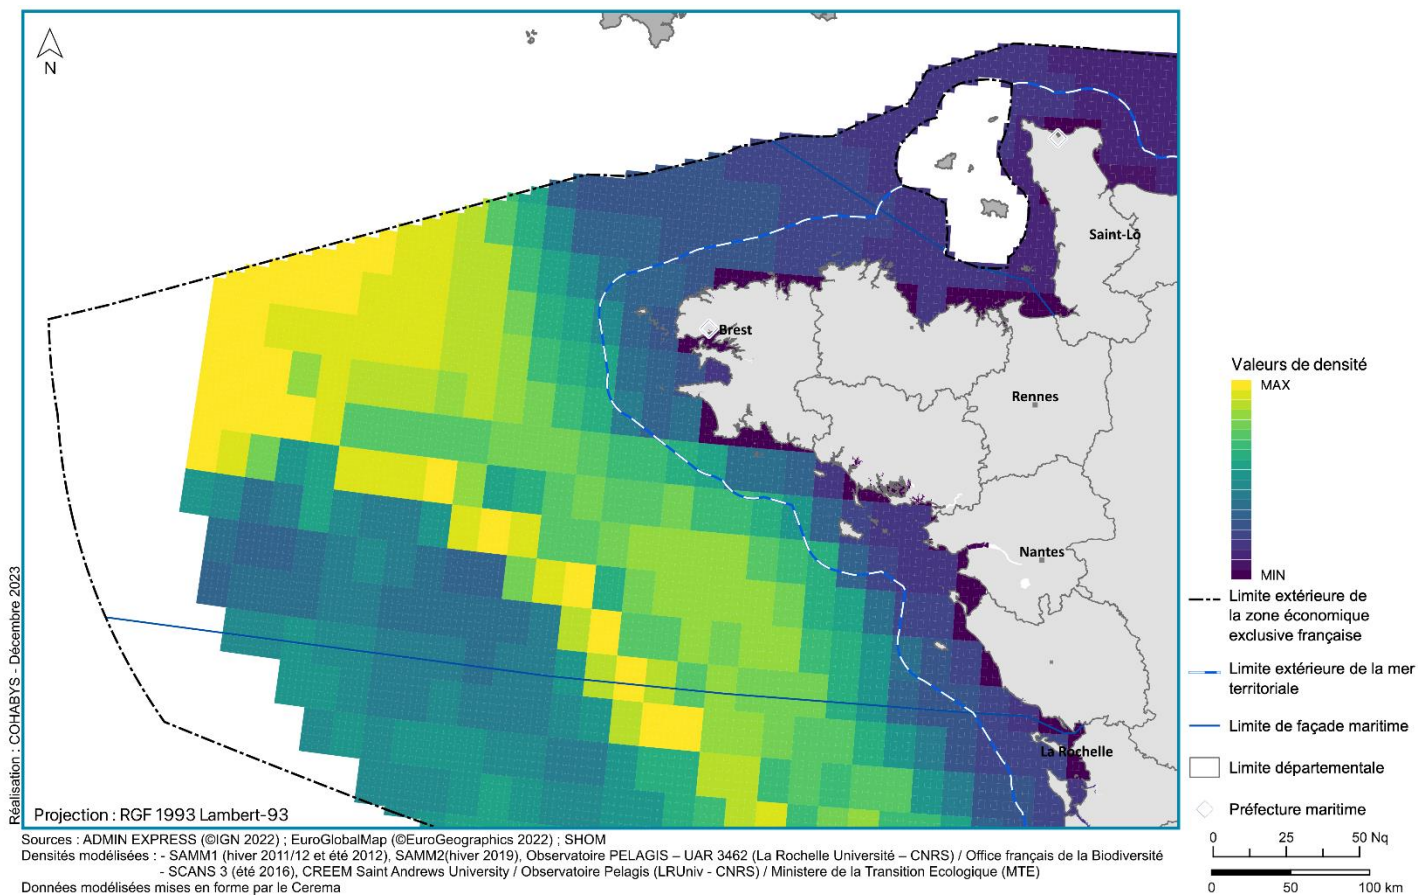 N
Saint-Lô
Brest
Rennes
Nantes
La Rochelle
Valeurs de densité
MAX
MIN
Limite extérieure de
la zone économique
exclusive française
Limite extérieure de la mer
territoriale
Limite de façade maritime
Limite départementale
Préfecture maritime
0 25 50 Nq
0 50 100 km
Réalisation : COHABYS - Décembre 2023
Projection : RGF 1993 Lambert-93
Sources : ADMIN EXPRESS (©IGN 2022) ; EuroGlobalMap (©EuroGeographics 2022) ; SHOM
Densités modélisées : - SAMM1 (hiver 2011/12 et été 2012), SAMM2(hiver 2019), Observatoire PELAGIS – UAR 3462 (La Rochelle Université – CNRS) / Office français de la Biodiversité
- SCANS 3 (été 2016), CREEM Saint Andrews University / Observatoire Pelagis (LRUniv - CNRS) / Ministere de la Transition Ecologique (MTE)
Données modélisées mises en forme par le Cerema